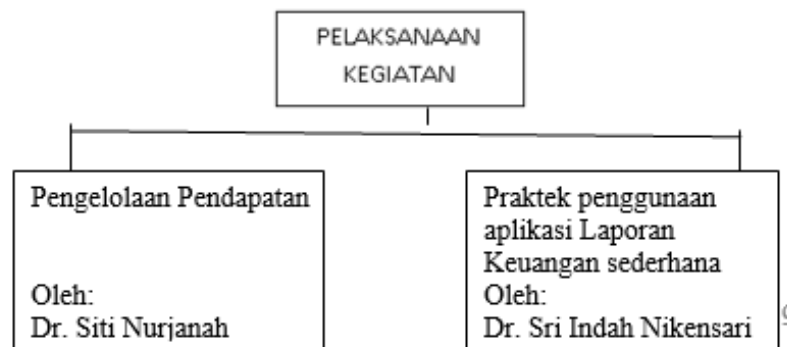 PELAKSANAAN
KEGIATAN
Pengelolaan Pendapatan
Oleh:
Dr. Siti Nurjanah
Praktek penggunaan
aplikasi Laporan
Keuangan sederhana
Oleh:
Dr. Sri Indah Nikensari